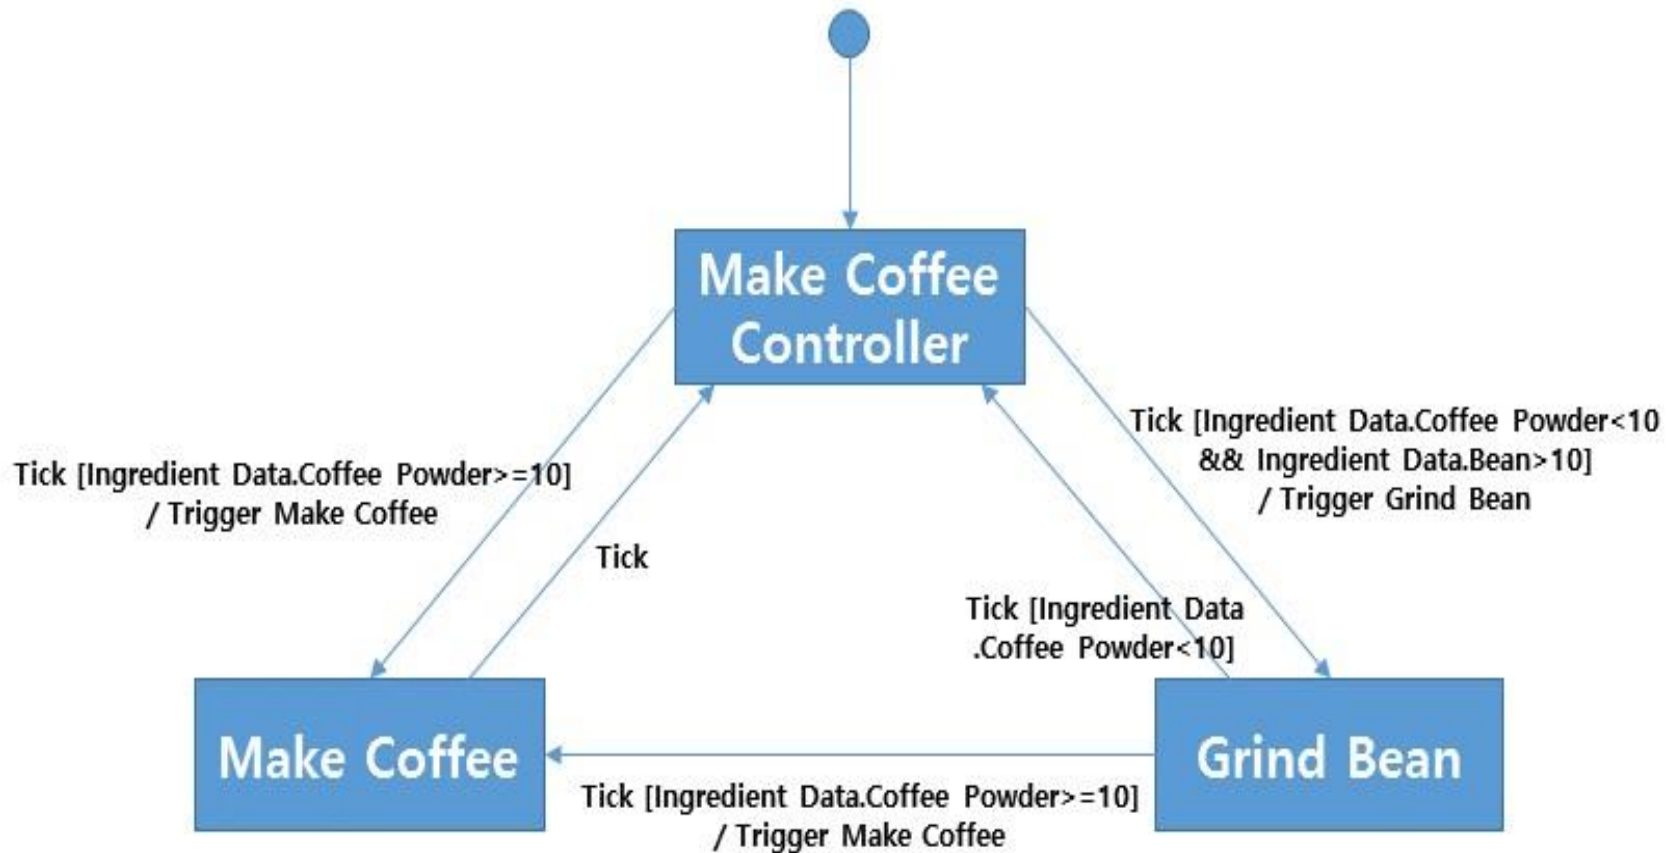 Make Coffee
Controller
Tick [Ingredient Data.Coffee Powder>=10]
/ Trigger Make Coffee
Tick
Tick [Ingredient Data.Coffee Powder<10
&& Ingredient Data.Bean>10]
/ Trigger Grind Bean
Tick [Ingredient Data
.Coffee Powder<10]
Make Coffee
Grind Bean
Tick [Ingredient Data.Coffee Powder>=10]
/ Trigger Make Coffee